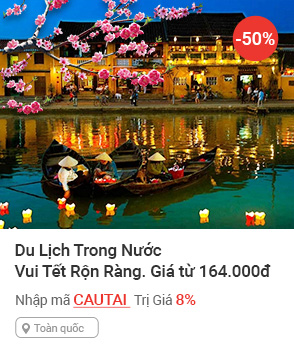 -50%
Du Lịch Trong Nước
Vui Tết Rộn Ràng. Giá từ 164.000đ
Nhập mã CAUTAI Trị Giá 8%
Toàn quốc